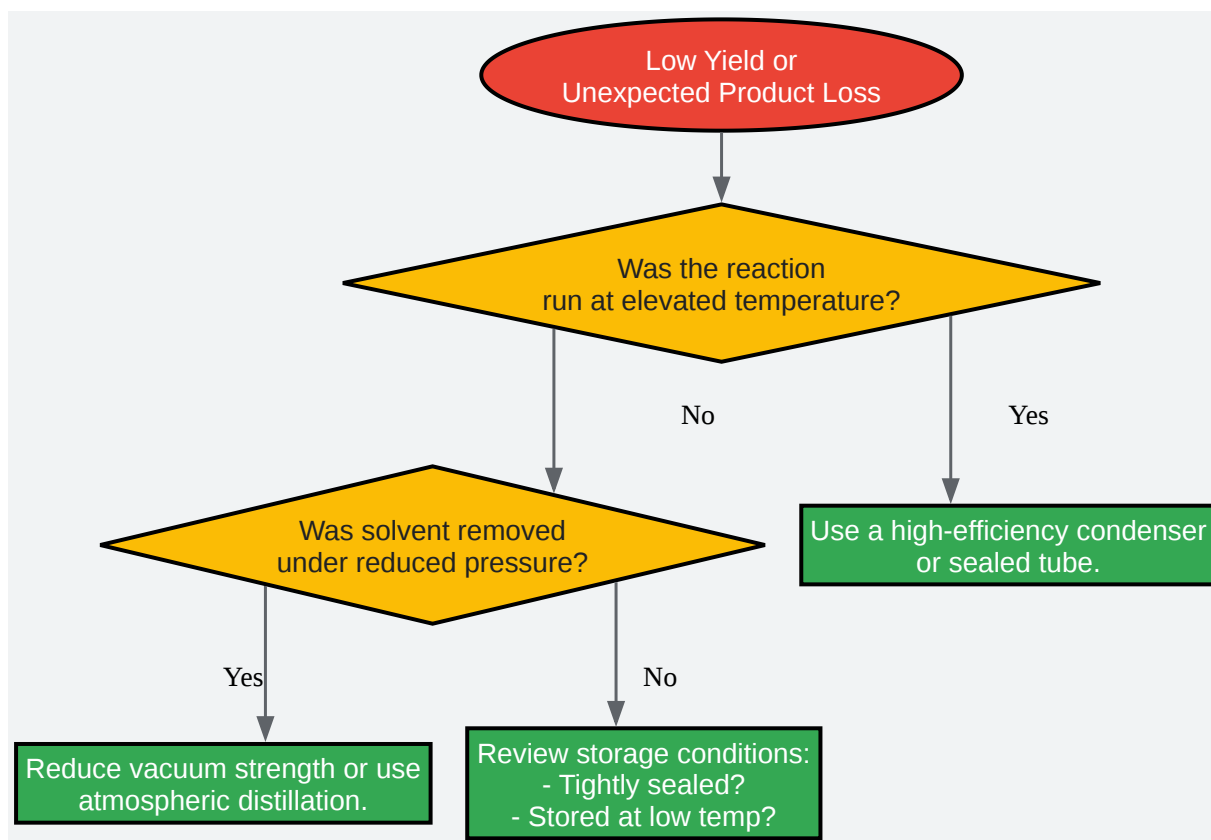 Low Yield or
Unexpected Product Loss
Was the reaction
run at elevated temperature?
No
Yes
Was solvent removed
under reduced pressure?
Use a high-efficiency condenser
or sealed tube.
Yes
No
Reduce vacuum strength or use
atmospheric distillation.
Review storage conditions:
- Tightly sealed?
- Stored at low temp?